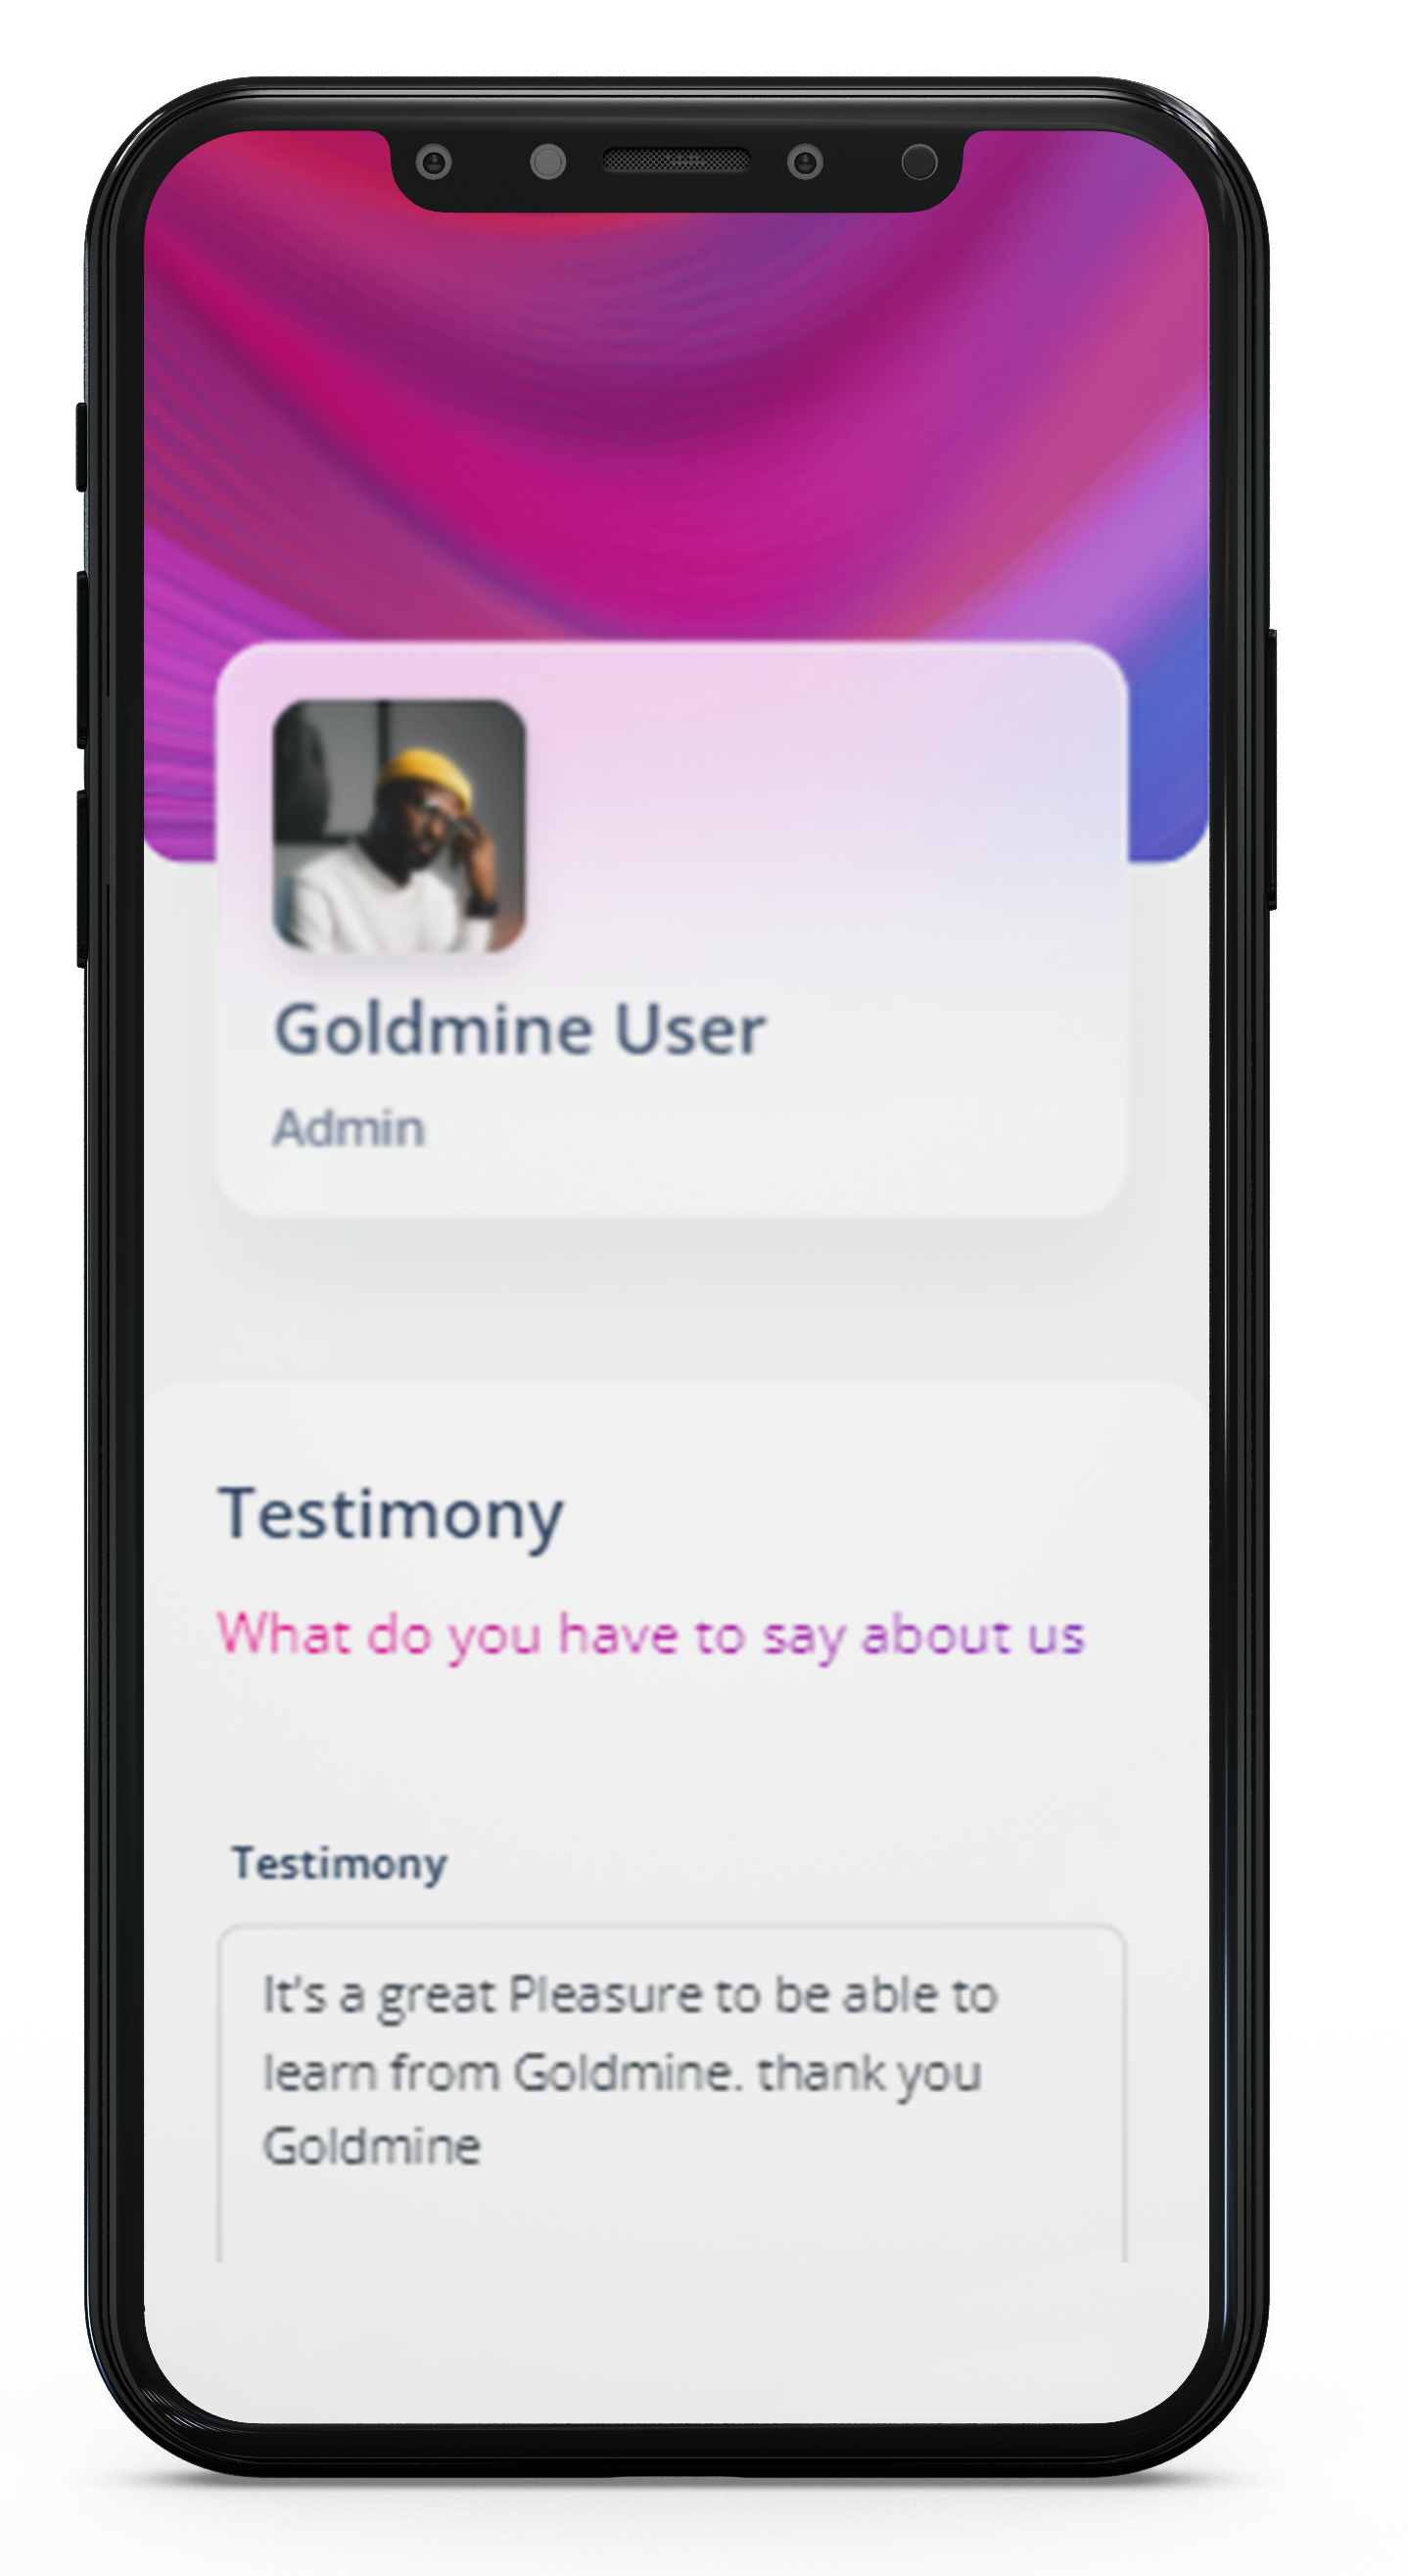 Goldmine User
Admin
Testimony
What do you have to say about us
Testimony
It's a great Pleasure to be able to
learn from Goldmine. thank you
Goldmine